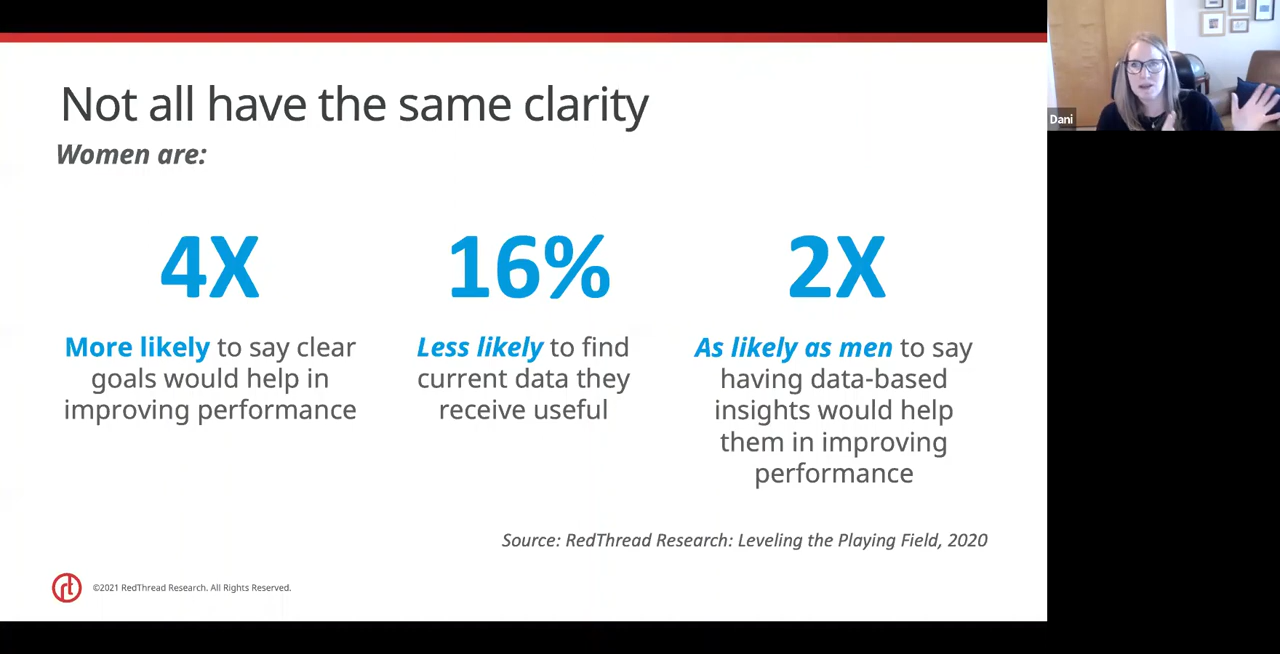 Not all have the same clarity
Women are:
4X
More likely to say clear
goals would help in
improving performance
16%
Less likely to find
current data they
receive useful
2X
As likely as men to say
having data-based
insights would help
them in improving
performance
Source: RedThread Research: Leveling the Playing Field, 2020
rt
©2021 RedThread Research. All Rights Reserved.
Dani